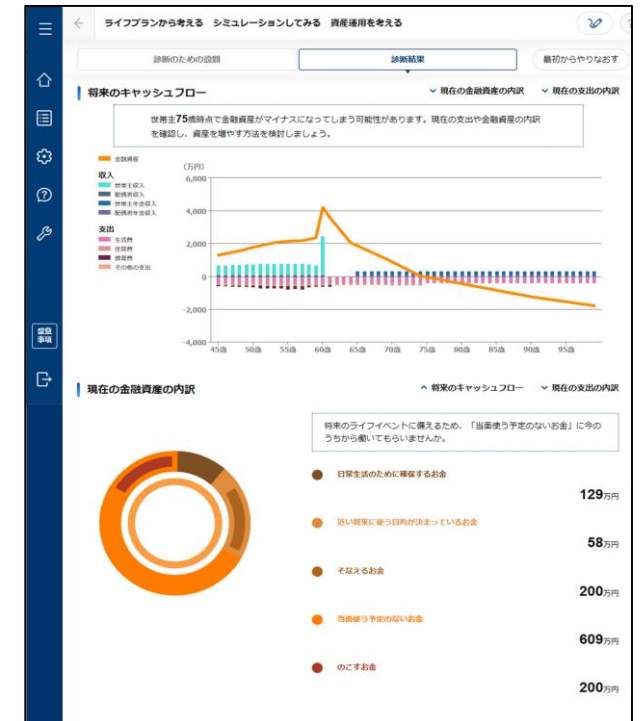 ライフプランから考える シミュレーションしてみる 資産運用を考える
?
診断のための設問
診断結果
最初からやりなおす
将来のキャッシュフロー
現在の金融資産の内訳
現在の支出の内訳
世帯主75歳時点で金融資産がマイナスになってしまう可能性があります。現在の支出や金融資産の内訳
を確認し、資産を増やす方法を検討しましょう。
金融資産
収入
世帯主収入
配偶者収入
世帯主年金収入
配偶者年金収入
支出
生活費
住居費
教育費
その他の支出
(万円)
6,000
4,000
2,000
0
-2,000
-4,000
45歳 50歳 55歳 60歳 65歳 70歳 75歳 80歳 85歳 90歳 95歳
留意
事項
現在の金融資産の内訳
将来のキャッシュフロー
現在の支出の内訳
将来のライフイベントに備えるため、「当面使う予定のないお金」に今の
うちから働いてもらいませんか。
日常生活のために確保するお金
129万円
近い将来に使う目的が決まっているお金
58万円
そなえるお金
200万円
当面使う予定のないお金
609万円
のこすお金
200万円